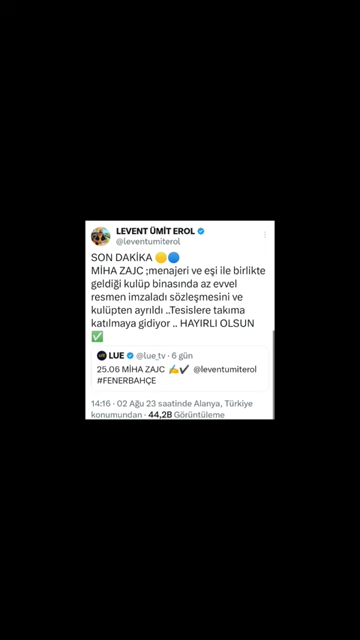 LEVENT ÜMİT EROL
@leventumiterol
SON DAKİKA 🟡🔵
MİHA ZAJC ;menajeri ve eşi ile birlikte
geldiği kulüp binasında az evvel
resmen imzaladı sözleşmesini ve
kulüpten ayrıldı ..Tesislere takıma
katılmaya gidiyor .. HAYIRLI OLSUN
✅
LUE @lue_tv · 6 gün
25.06 MİHA ZAJC ✍️✔️ @leventumiterol
#FENERBAHÇE
14:16 · 02 Ağu 23 saatinde Alanya, Türkiye
konumundan · 44,2B Görüntüleme